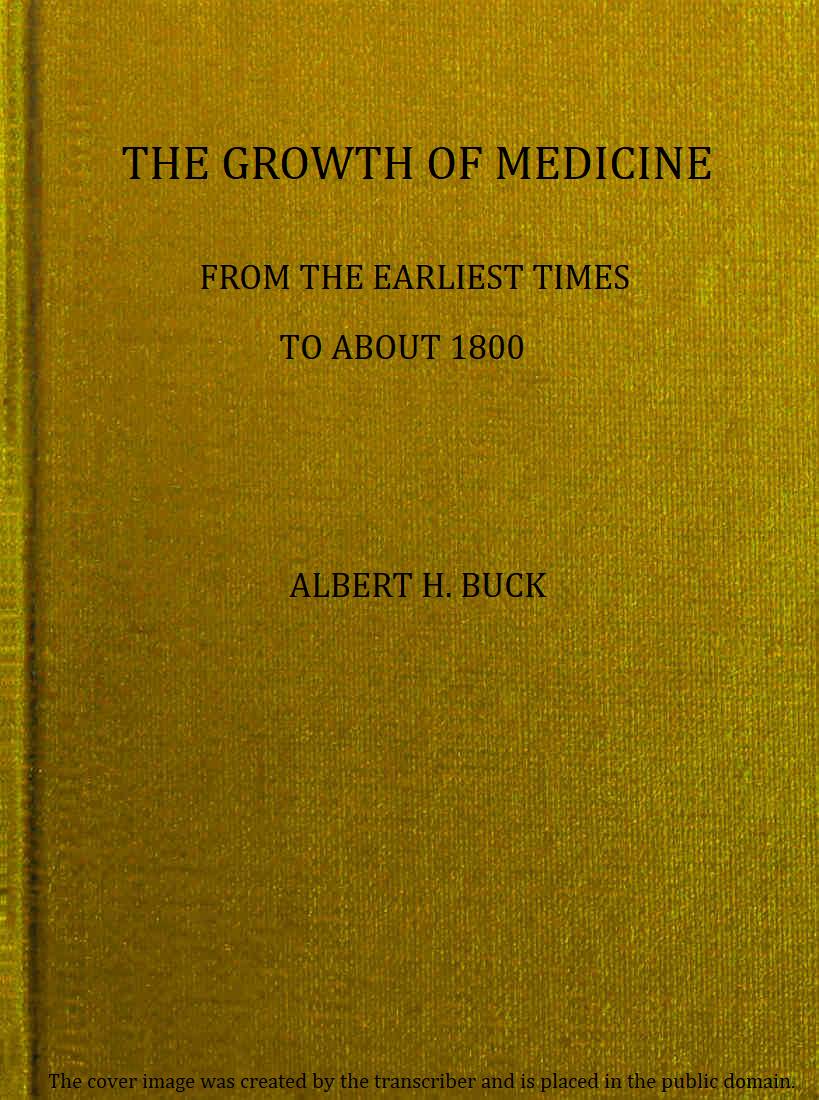 THE GROWTH OF MEDICINE
FROM THE EARLIEST TIMES
TO ABOUT 1800
ALBERT H. BUCK
The cover image was created by the transcriber and is placed in the public domain.